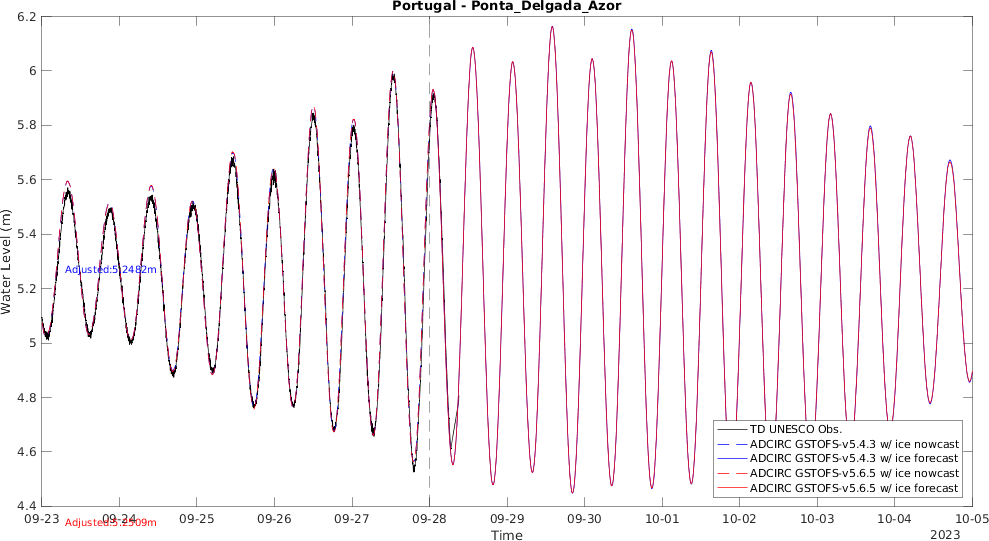 Portugal - Ponta_Delgada_Azor
6.2
6
5.8
5.6
5.4
5.2
5
4.8
4.6
4.4
Water Level (m)
Adjusted:5.2482m
TD UNESCO Obs.
ADCIRC GSTOFS-v5.4.3 w/ ice nowcast
ADCIRC GSTOFS-v5.4.3 w/ ice forecast
ADCIRC GSTOFS-v5.6.5 w/ ice nowcast
ADCIRC GSTOFS-v5.6.5 w/ ice forecast
09-23 09-24 09-25 09-26 09-27 09-28 09-29 09-30 10-01 10-02 10-03 10-04 10-05
Adjusted:5.2509m
Time
2023